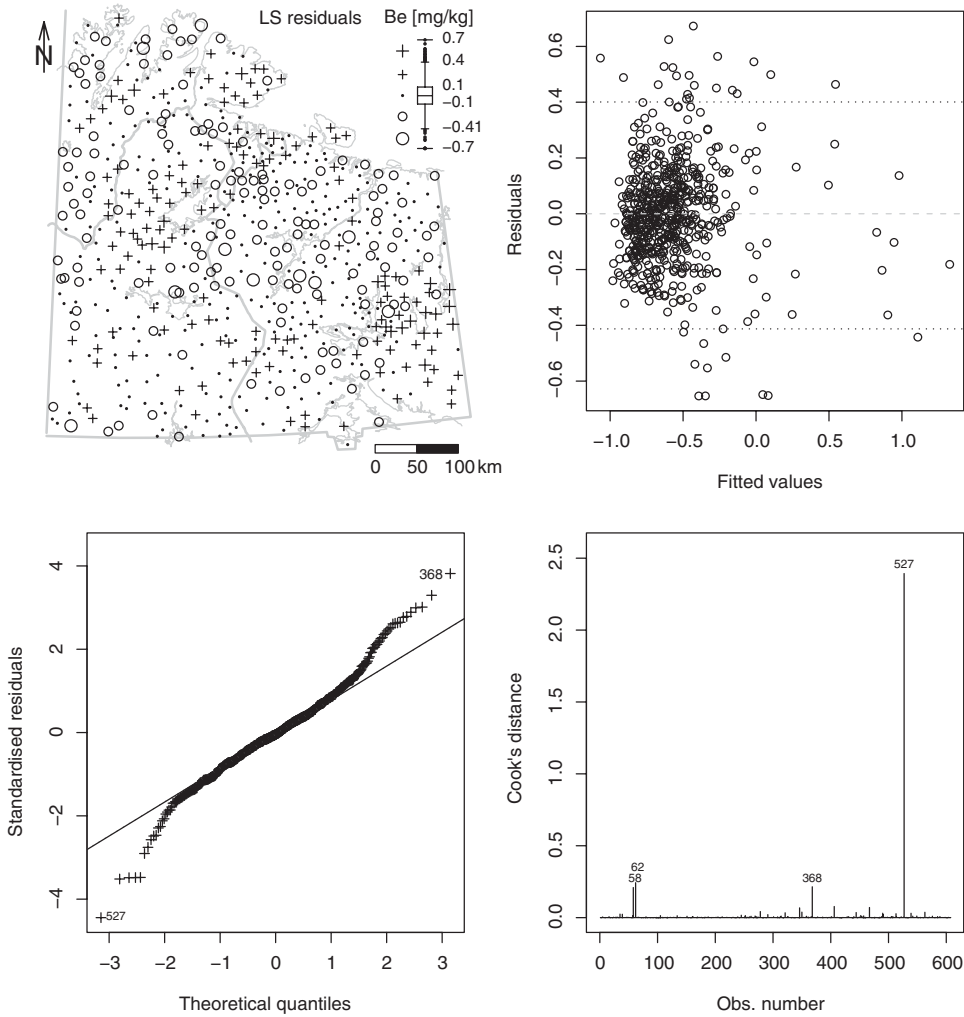 LS residuals
Be [mg/kg]
N
0.7
0.4
0.1
−0.1
−0.41
−0.7
0 50 100 km
Residuals
0.6
0.4
0.2
0.0
−0.2
−0.4
−0.6
−1.0 −0.5 0.0 0.5 1.0
Fitted values
Standardised residuals
4
2
0
−2
−4
368
527
−3 −2 −1 0 1 2 3
Theoretical quantiles
Cook's distance
2.5
2.0
1.5
1.0
0.5
0.0
527
62
58
368
0 100 200 300 400 500 600
Obs. number